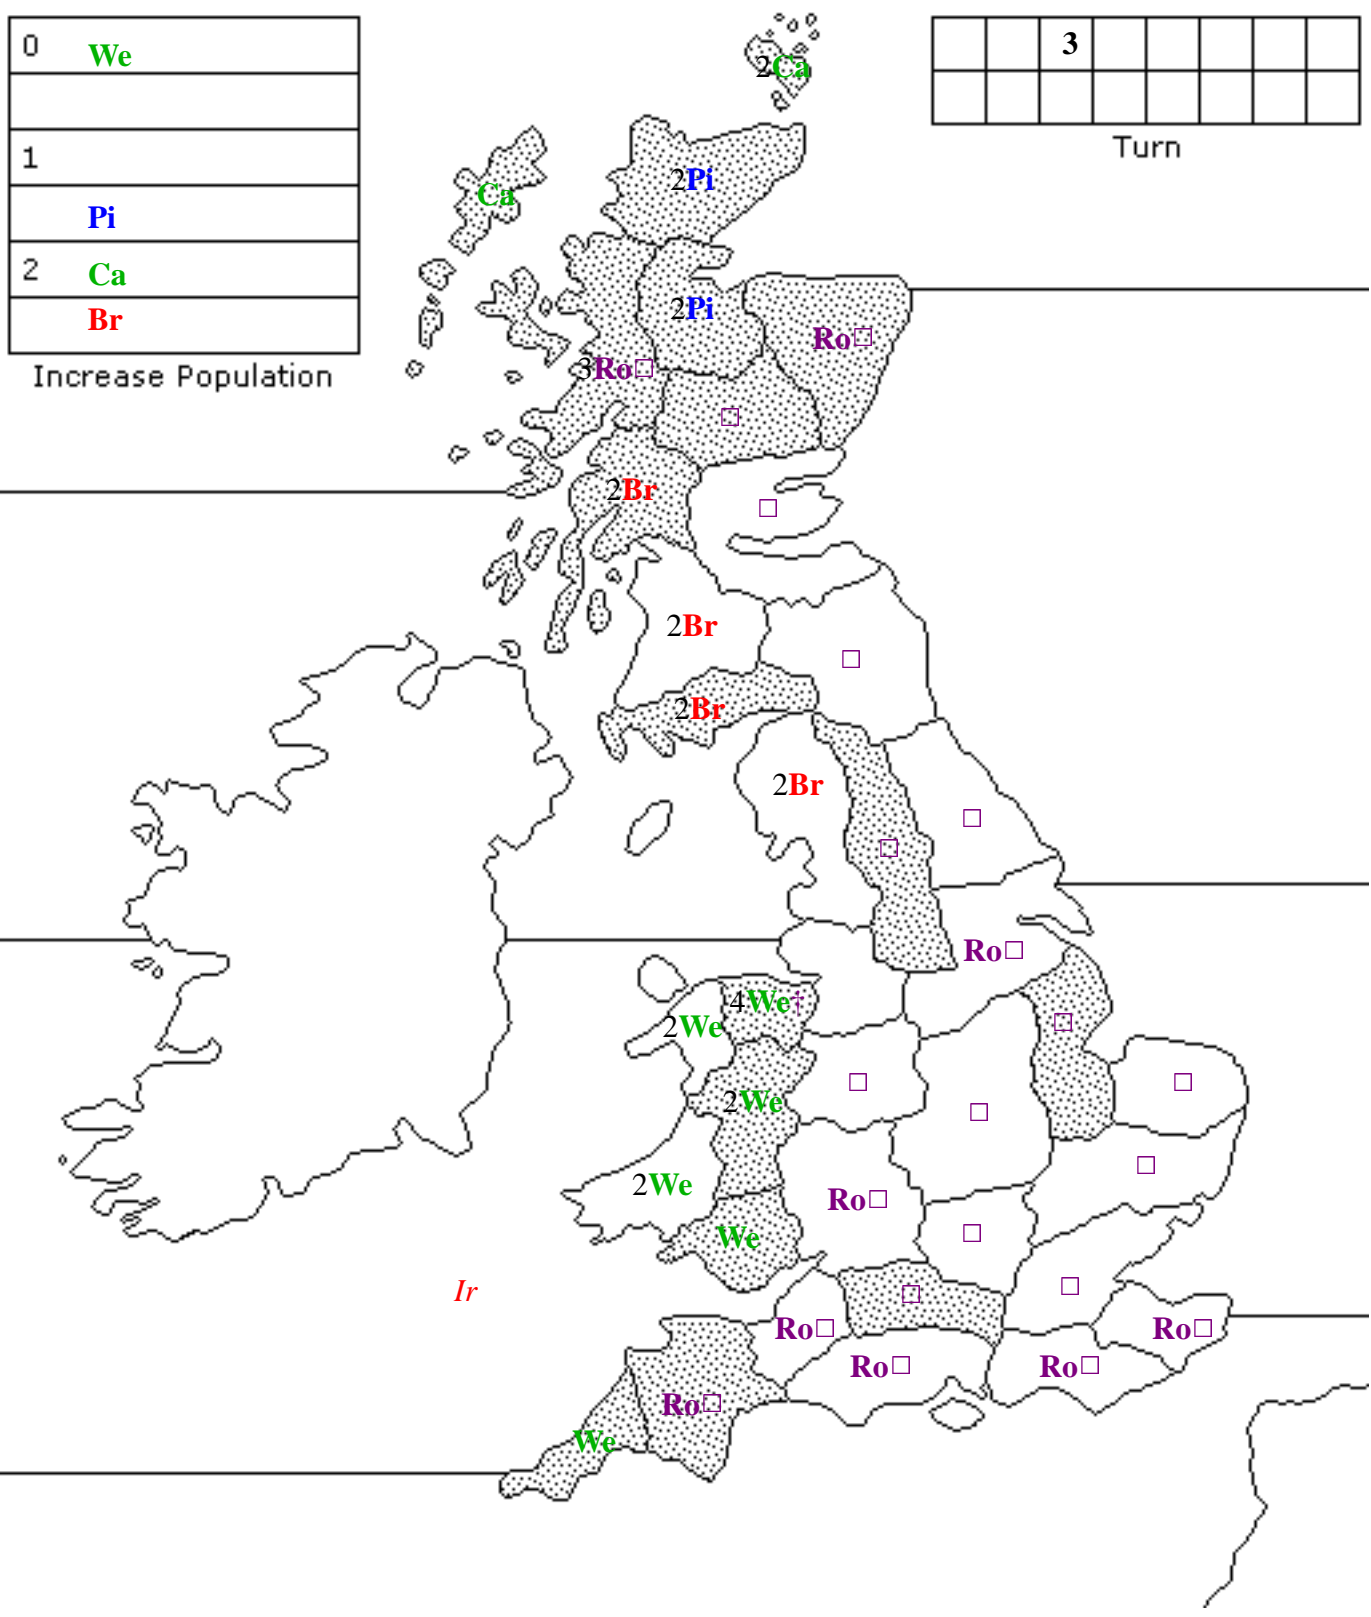 0 We
1
Pi
2 Ca
Br
Increase Population
3
Turn
2Ca
Ca
2Pi
2Pi
Ro□
3Ro□
□
2Br
□
2Br
□
2Br
2Br
□
□
Ro□
4We†
2We
□
□
□
□
2We
□
2We
Ro□
We
□
Ir
□
□
Ro□
Ro□
Ro□
Ro□
Ro□
We